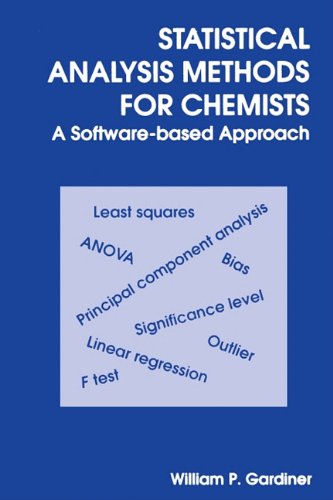 STATISTICAL
ANALYSIS METHODS
FOR CHEMISTS
A Software-based Approach
Least squares
ANOVA
Principal component analysis
Bias
Significance level
Linear regression
Outlier
F test
William P. Gardiner